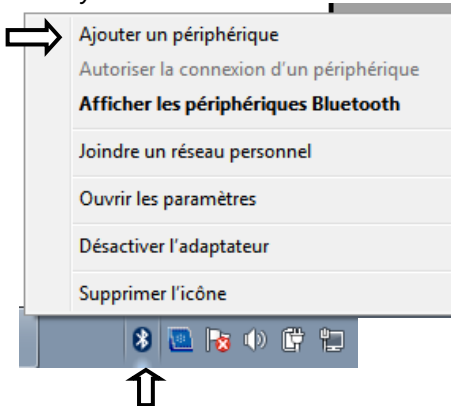 Ajouter un périphérique
Autoriser la connexion d'un périphérique
Afficher les périphériques Bluetooth
Joindre un réseau personnel
Ouvrir les paramètres
Désactiver l'adaptateur
Supprimer l'icône